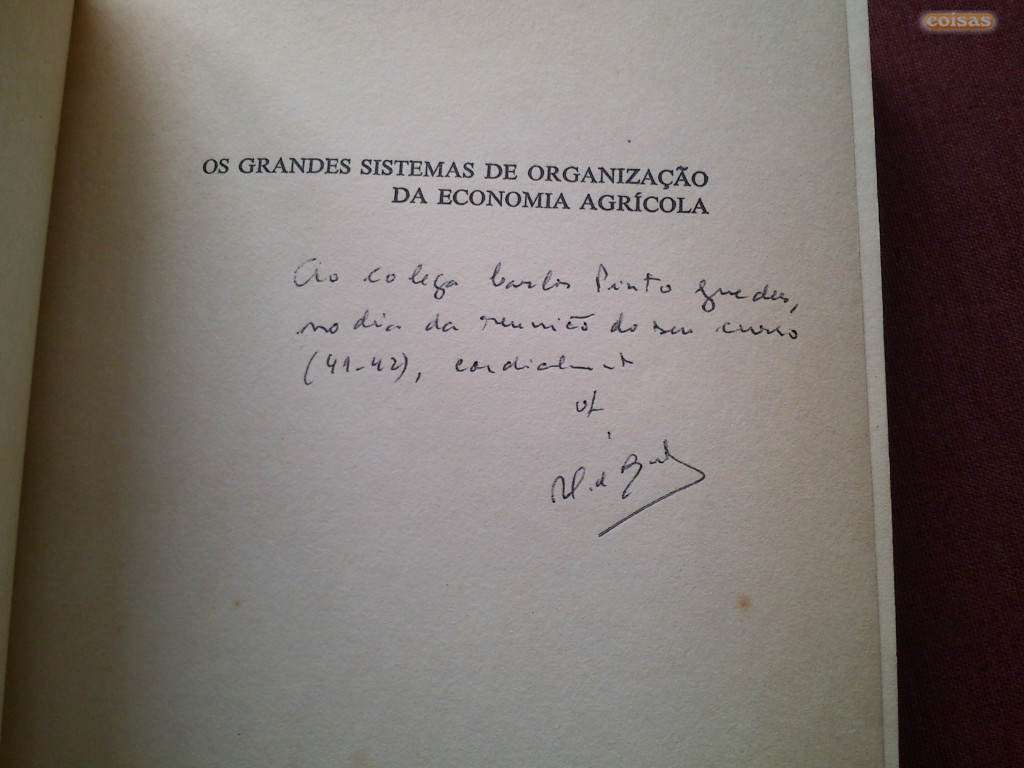 coisas
OS GRANDES SISTEMAS DE ORGANIZAÇÃO
DA ECONOMIA AGRÍCOLA
Ao colega Carlos Pinto Guedes,
no dia da reunião do seu curso
(41-42), cordialmente